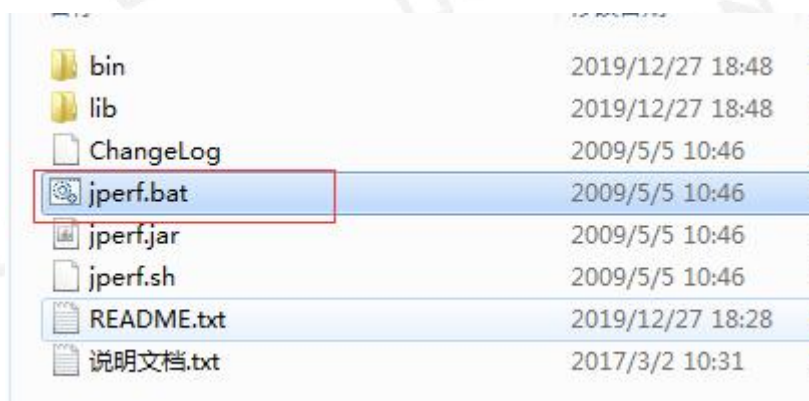 bin 2019/12/27 18:48
lib 2019/12/27 18:48
ChangeLog 2009/5/5 10:46
jperf.bat 2009/5/5 10:46
jperf.jar 2009/5/5 10:46
jperf.sh 2009/5/5 10:46
README.txt 2019/12/27 18:28
说明文档.txt 2017/3/2 10:31